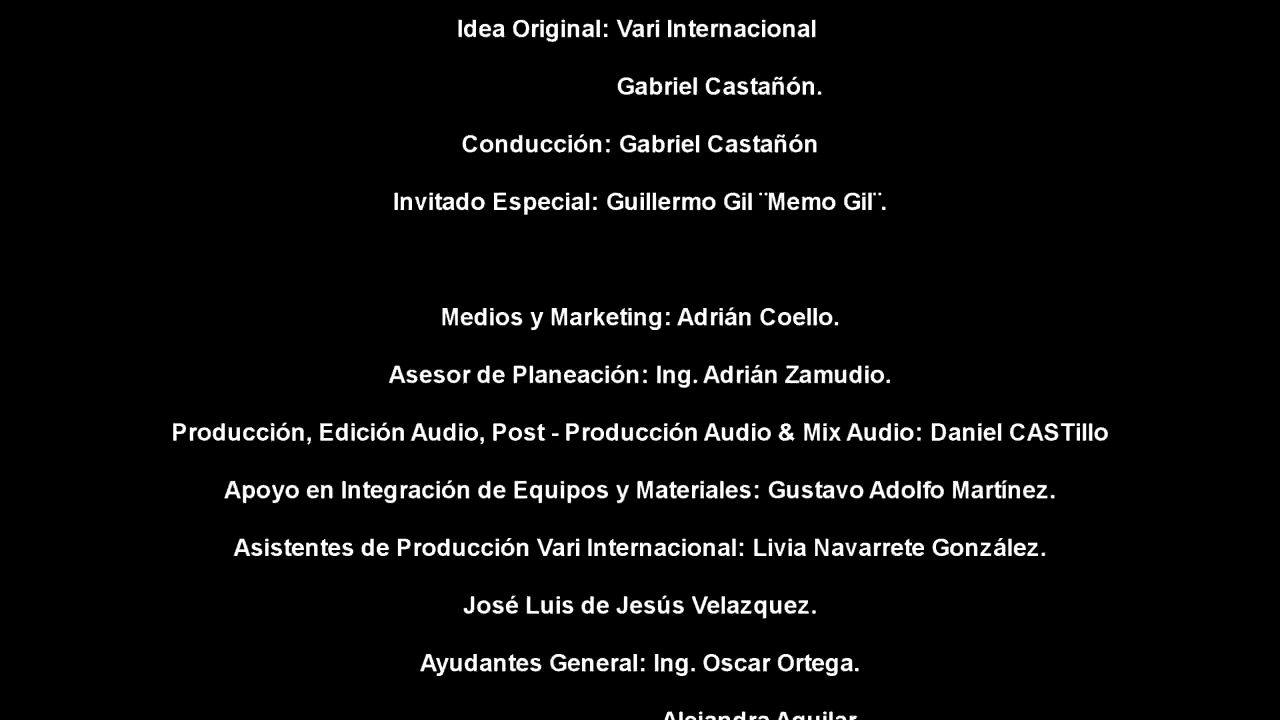 Idea Original: Vari Internacional
Gabriel Castañón.
Conducción: Gabriel Castañón
Invitado Especial: Guillermo Gil ¨Memo Gil¨.
Medios y Marketing: Adrián Coello.
Asesor de Planeación: Ing. Adrián Zamudio.
Producción, Edición Audio, Post - Producción Audio & Mix Audio: Daniel CASTillo
Apoyo en Integración de Equipos y Materiales: Gustavo Adolfo Martínez.
Asistentes de Producción Vari Internacional: Livia Navarrete González.
José Luis de Jesús Velazquez.
Ayudantes General: Ing. Oscar Ortega.
Alejandra Aguilar